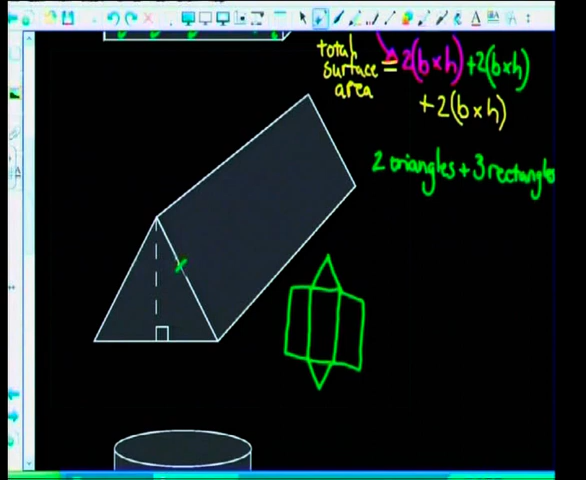 total
surface = 2(b×h)+2(b×h)
area
+2(b×h)
2 triangles + 3 rectangles